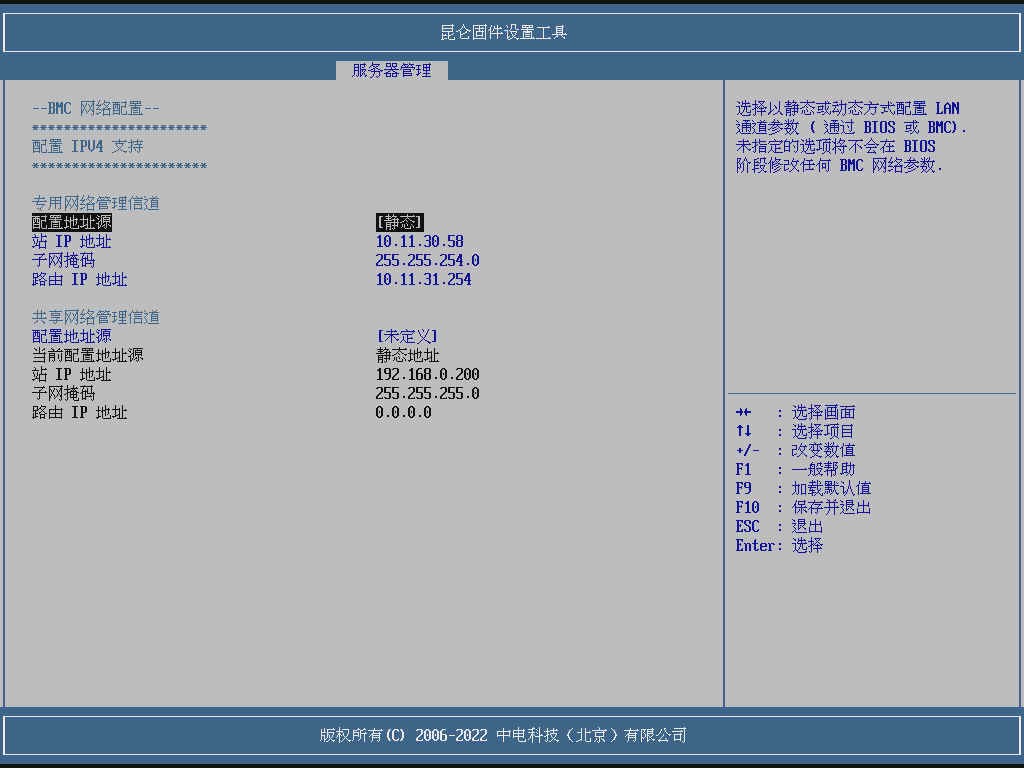 昆仑固件设置工具
服务器管理
--BMC 网络配置--
**********************
配置 IPV4 支持
**********************
专用网络管理信道
配置地址源 [静态]
站 IP 地址 10.11.30.58
子网掩码 255.255.254.0
路由 IP 地址 10.11.31.254
共享网络管理信道
配置地址源 [未定义]
当前配置地址源 静态地址
站 IP 地址 192.168.0.200
子网掩码 255.255.255.0
路由 IP 地址 0.0.0.0
选择以静态或动态方式配置 LAN
通道参数 ( 通过 BIOS 或 BMC).
未指定的选项将不会在 BIOS
阶段修改任何 BMC 网络参数.
→← : 选择画面
↑↓ : 选择项目
+/- : 改变数值
F1 : 一般帮助
F9 : 加载默认值
F10 : 保存并退出
ESC : 退出
Enter: 选择
版权所有(C) 2006-2022 中电科技（北京）有限公司